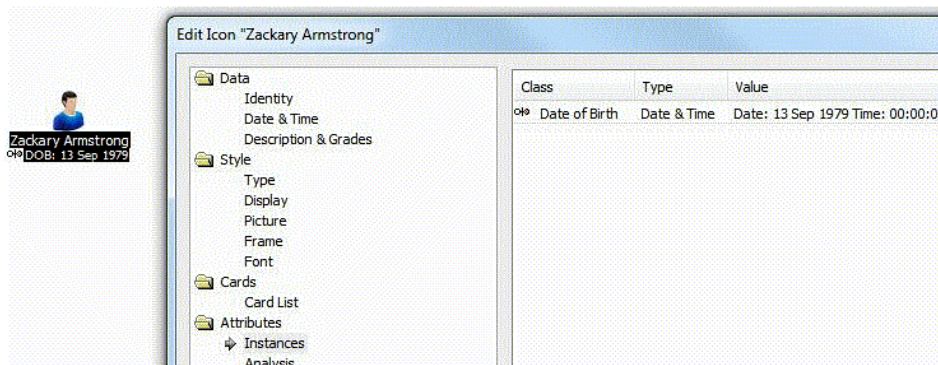 Edit Icon "Zackary Armstrong"
Zackary Armstrong
DOB: 13 Sep 1979
Data
Identity
Date & Time
Description & Grades
Style
Type
Display
Picture
Frame
Font
Cards
Card List
Attributes
Instances
Analysis
Class Type Value
Date of Birth Date & Time Date: 13 Sep 1979 Time: 00:00:0